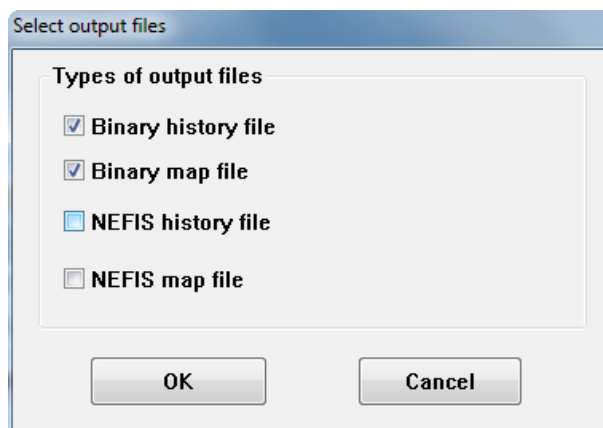 Select output files
Types of output files
Binary history file
Binary map file
NEFIS history file
NEFIS map file
OK Cancel